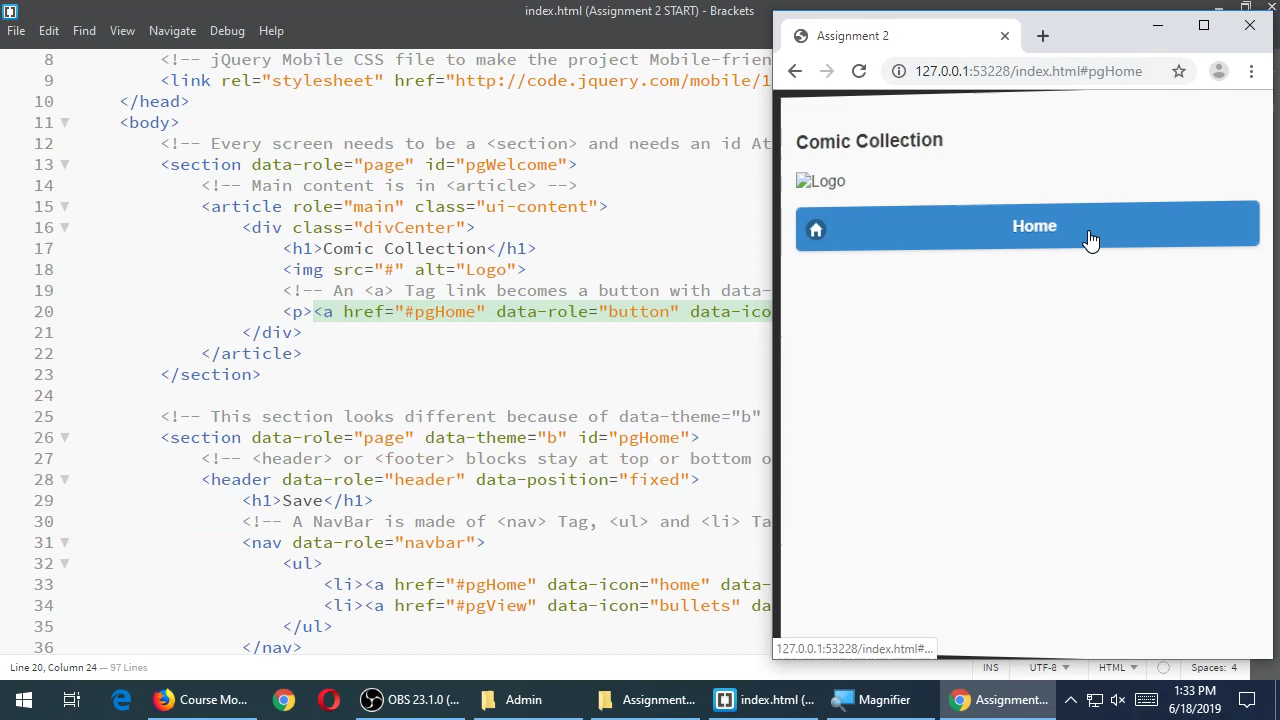 index.html (Assignment 2 START) - Brackets
File Edit Find View Navigate Debug Help
8 <!-- jQuery Mobile CSS file to make the project Mobile-frien
9 <link rel="stylesheet" href="http://code.jquery.com/mobile/1
10 </head>
11 <body>
12 <!-- Every screen needs to be a <section> and needs an id At
13 <section data-role="page" id="pgWelcome">
14 <!-- Main content is in <article> -->
15 <article role="main" class="ui-content">
16 <div class="divCenter">
17 <h1>Comic Collection</h1>
18 <img src="#" alt="Logo">
19 <!-- An <a> Tag link becomes a button with data-
20 <p><a href="#pgHome" data-role="button" data-ico
21 </div>
22 </article>
23 </section>
24
25 <!-- This section looks different because of data-theme="b"
26 <section data-role="page" data-theme="b" id="pgHome">
27 <!-- <header> or <footer> blocks stay at top or bottom o
28 <header data-role="header" data-position="fixed">
29 <h1>Save</h1>
30 <!-- A NavBar is made of <nav> Tag, <ul> and <li> Ta
31 <nav data-role="navbar">
32 <ul>
33 <li><a href="#pgHome" data-icon="home" data-
34 <li><a href="#pgView" data-icon="bullets" da
35 </ul>
36 </nav>
Line 20, Column 24 — 97 Lines
INS UTF-8 HTML Spaces: 4
Assignment 2
127.0.0.1:53228/index.html#pgHome
Comic Collection
Logo
Home
127.0.0.1:53228/index.html#...
Course Mo...
OBS 23.1.0 (...
Admin
Assignment...
index.html (...
Magnifier
Assignment...
1:33 PM
6/18/2019